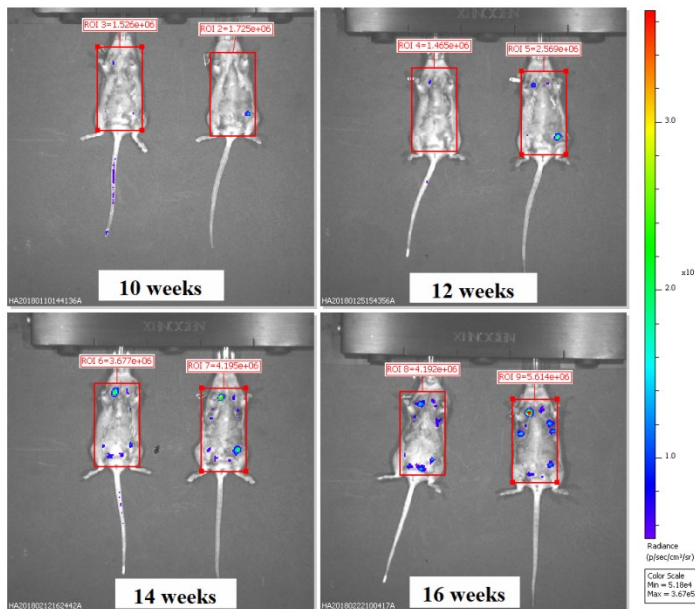 ROI 3=1.526e+06
ROI 2=1.725e+06
10 weeks
HA20180110144136A
ROI 4=1.465e+06
ROI 5=2.569e+06
12 weeks
HA20180125154356A
ROI 6=3.677e+06
ROI 7=4.195e+06
14 weeks
HA20180212162442A
ROI 8=4.192e+06
ROI 9=5.614e+06
16 weeks
HA20180222100417A
3.0
2.0
x10
1.0
Radiance
(p/sec/cm²/sr)
Color Scale
Min = 5.18e4
Max = 3.67e5